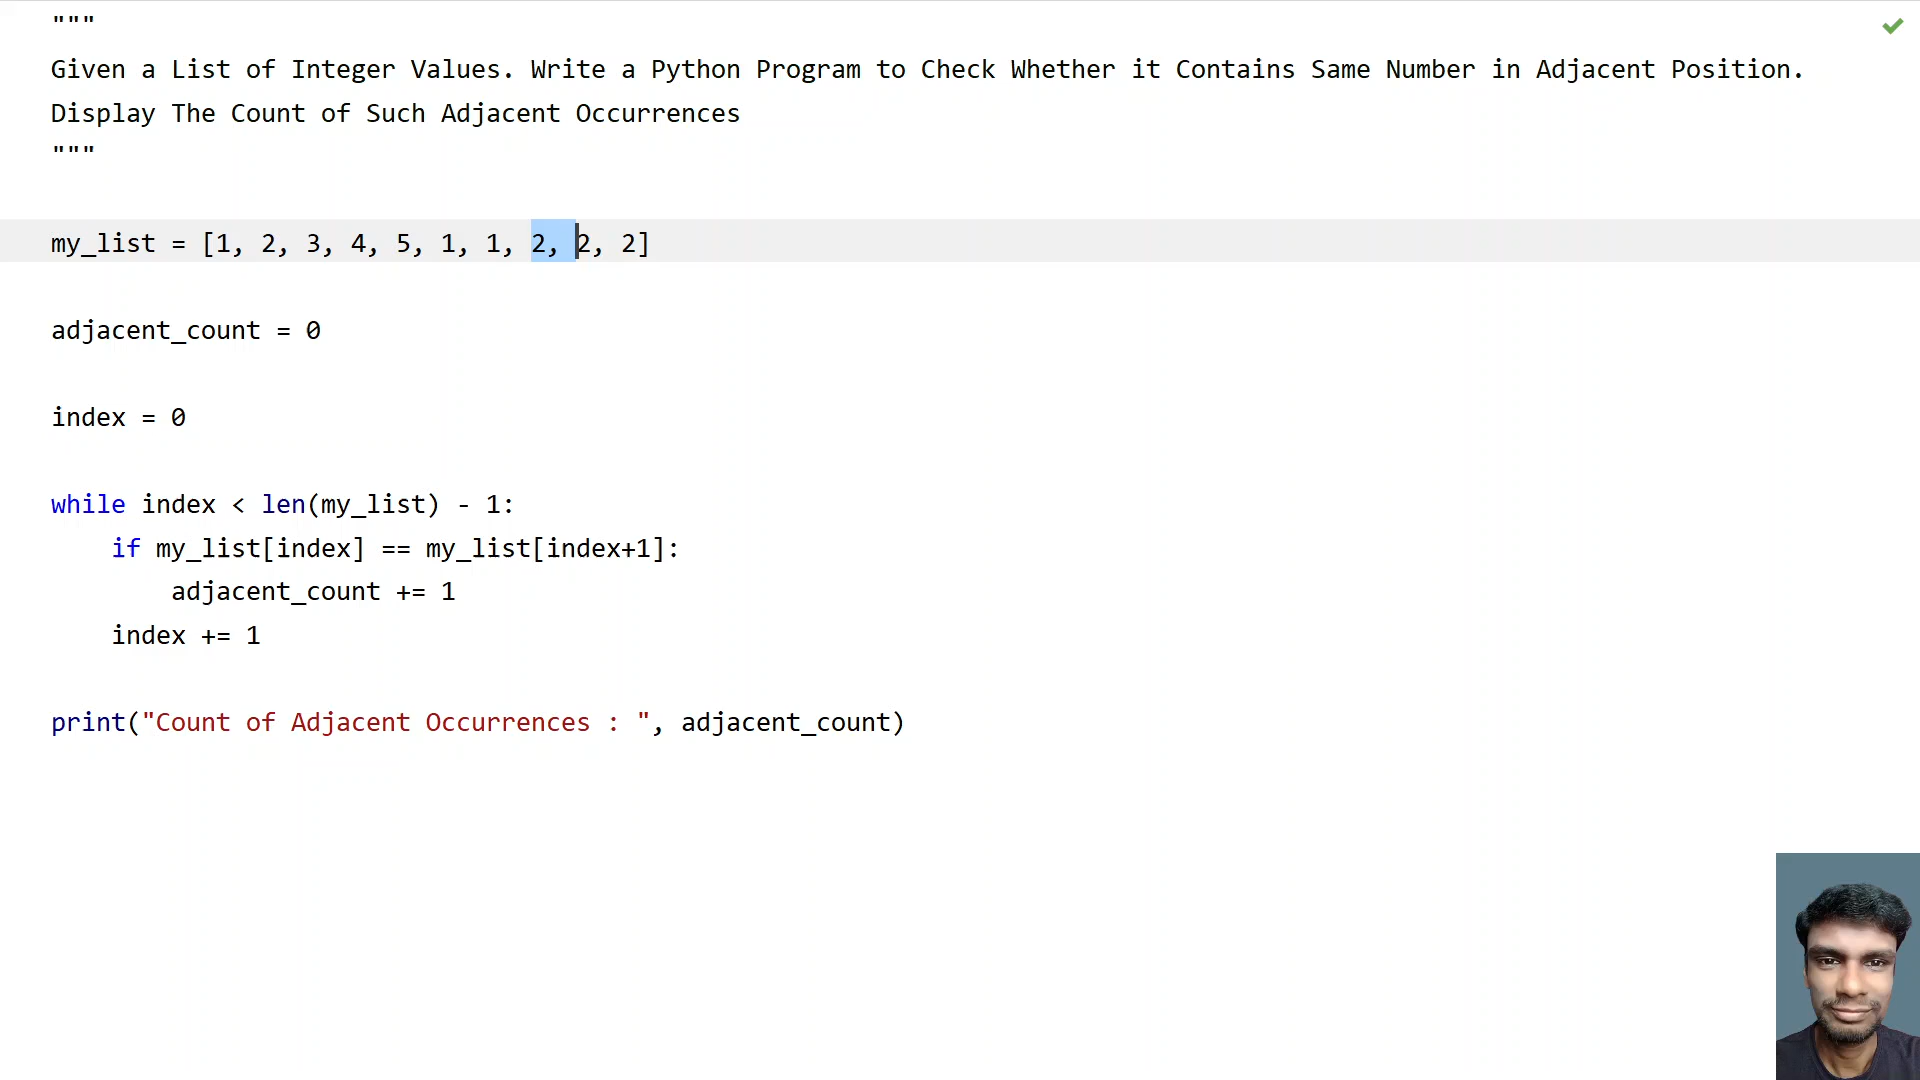 """
Given a List of Integer Values. Write a Python Program to Check Whether it Contains Same Number in Adjacent Position.
Display The Count of Such Adjacent Occurrences
"""
my_list = [1, 2, 3, 4, 5, 1, 1, 2, 2, 2]
adjacent_count = 0
index = 0
while index < len(my_list) - 1:
    if my_list[index] == my_list[index+1]:
        adjacent_count += 1
    index += 1
print("Count of Adjacent Occurrences : ", adjacent_count)